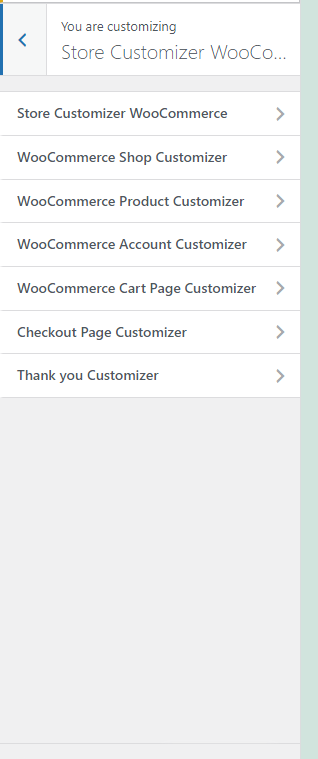 You are customizing
Store Customizer WooCo...
Store Customizer WooCommerce
WooCommerce Shop Customizer
WooCommerce Product Customizer
WooCommerce Account Customizer
WooCommerce Cart Page Customizer
Checkout Page Customizer
Thank you Customizer